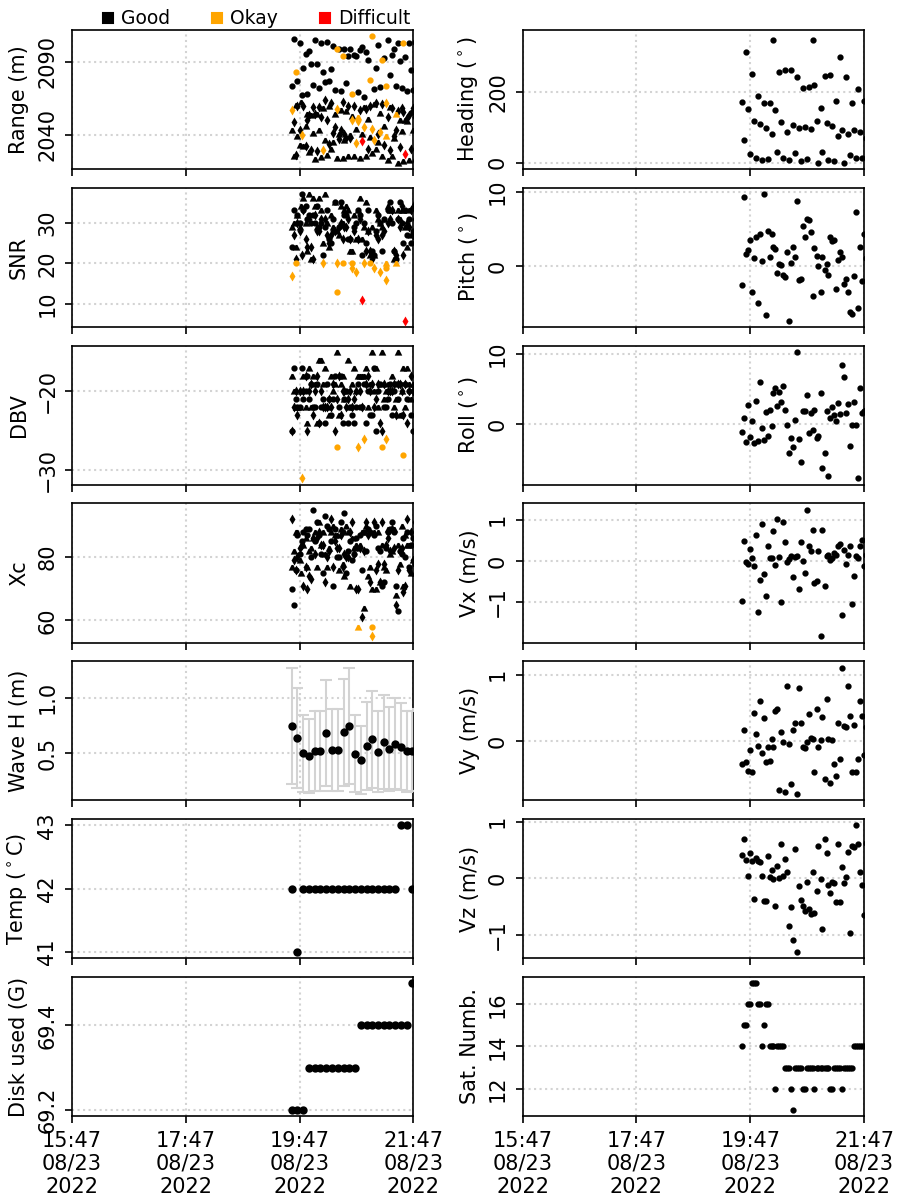 Good Okay Difficult
Range (m)
2090
2040
Heading (°)
200
0
SNR
30
20
10
Pitch (°)
10
0
DBV
−20
−30
Roll (°)
10
0
Xc
80
60
Vx (m/s)
1
0
−1
Wave H (m)
1.0
0.5
Vy (m/s)
1
0
Temp (°C)
43
42
41
Vz (m/s)
1
0
−1
Disk used (G)
69.4
69.2
Sat. Numb.
16
14
12
15:47 17:47 19:47 21:47 15:47 17:47 19:47 21:47
08/23 08/23 08/23 08/23 08/23 08/23 08/23 08/23
2022 2022 2022 2022 2022 2022 2022 2022